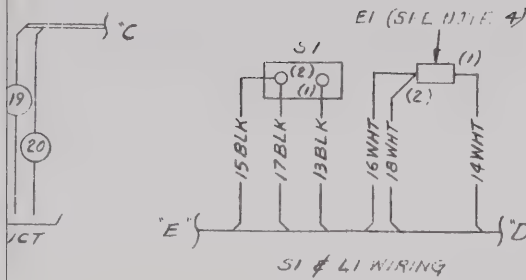 "C
E1 (SEE NOTE 4)
S1
(2)
(1)
(1)
(2)
19
20
15BLK
17BLK
13BLK
16WHT
18WHT
14WHT
"E"
"D
S1 & L1 WIRING